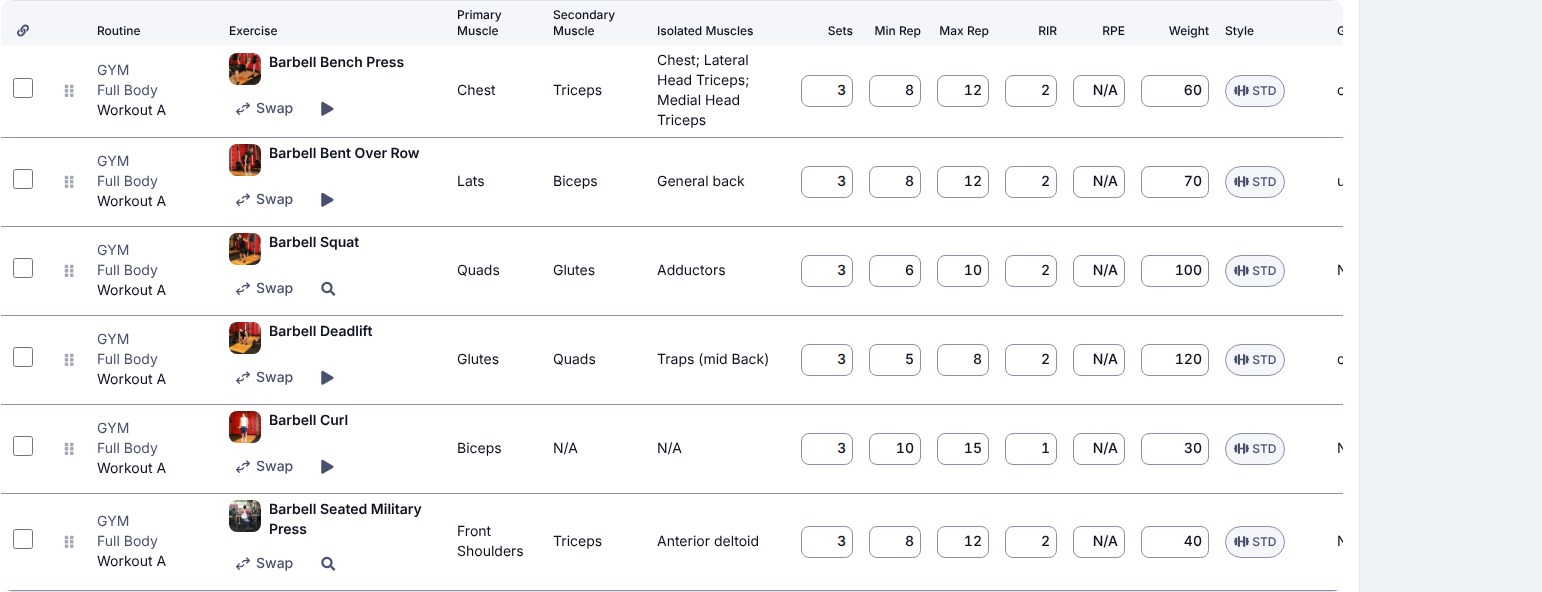 Routine Exercise Primary Muscle Secondary Muscle Isolated Muscles Sets Min Rep Max Rep RIR RPE Weight Style
GYM
Full Body
Workout A
Barbell Bench Press
Swap
Chest
Triceps
Chest; Lateral
Head Triceps;
Medial Head
Triceps
3 8 12 2 N/A 60 STD
GYM
Full Body
Workout A
Barbell Bent Over Row
Swap
Lats
Biceps
General back
3 8 12 2 N/A 70 STD
GYM
Full Body
Workout A
Barbell Squat
Swap
Quads
Glutes
Adductors
3 6 10 2 N/A 100 STD
GYM
Full Body
Workout A
Barbell Deadlift
Swap
Glutes
Quads
Traps (mid Back)
3 5 8 2 N/A 120 STD
GYM
Full Body
Workout A
Barbell Curl
Swap
Biceps
N/A
N/A
3 10 15 1 N/A 30 STD
GYM
Full Body
Workout A
Barbell Seated Military
Press
Swap
Front
Shoulders
Triceps
Anterior deltoid
3 8 12 2 N/A 40 STD